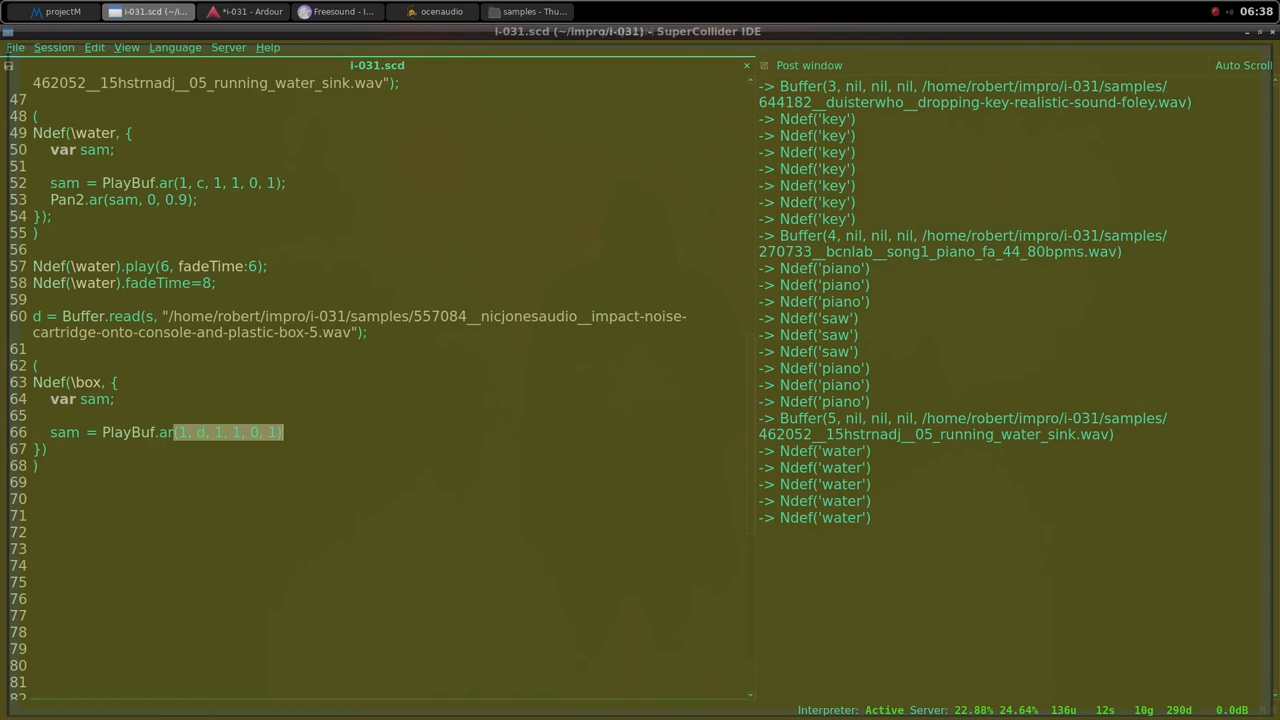 projectM
i-031.scd (~/i...
*i-031 - Ardour
Freesound - I...
ocenaudio
samples - Thu...
06:38
i-031.scd (~/impro/i-031) - SuperCollider IDE
File Session Edit View Language Server Help
i-031.scd
462052__15hstrnadj__05_running_water_sink.wav");
47
48 (
49 Ndef(\water, {
50 var sam;
51
52 sam = PlayBuf.ar(1, c, 1, 1, 0, 1);
53 Pan2.ar(sam, 0, 0.9);
54 });
55 )
56
57 Ndef(\water).play(6, fadeTime:6);
58 Ndef(\water).fadeTime=8;
59
60 d = Buffer.read(s, "/home/robert/impro/i-031/samples/557084__nicjonesaudio__impact-noise-
cartridge-onto-console-and-plastic-box-5.wav");
61
62 (
63 Ndef(\box, {
64 var sam;
65
66 sam = PlayBuf.ar(1, d, 1, 1, 0, 1)
67 })
68 )
69
70
71
72
73
74
75
76
77
78
79
80
81
82
Post window
Auto Scroll
-> Buffer(3, nil, nil, nil, /home/robert/impro/i-031/samples/
644182__duisterwho__dropping-key-realistic-sound-foley.wav)
-> Ndef('key')
-> Ndef('key')
-> Ndef('key')
-> Ndef('key')
-> Ndef('key')
-> Ndef('key')
-> Ndef('key')
-> Buffer(4, nil, nil, nil, /home/robert/impro/i-031/samples/
270733__bcnlab__song1_piano_fa_44_80bpms.wav)
-> Ndef('piano')
-> Ndef('piano')
-> Ndef('piano')
-> Ndef('saw')
-> Ndef('saw')
-> Ndef('saw')
-> Ndef('piano')
-> Ndef('piano')
-> Ndef('piano')
-> Buffer(5, nil, nil, nil, /home/robert/impro/i-031/samples/
462052__15hstrnadj__05_running_water_sink.wav)
-> Ndef('water')
-> Ndef('water')
-> Ndef('water')
-> Ndef('water')
-> Ndef('water')
Interpreter: Active Server: 22.88% 24.64% 136u 12s 10g 290d 0.0dB